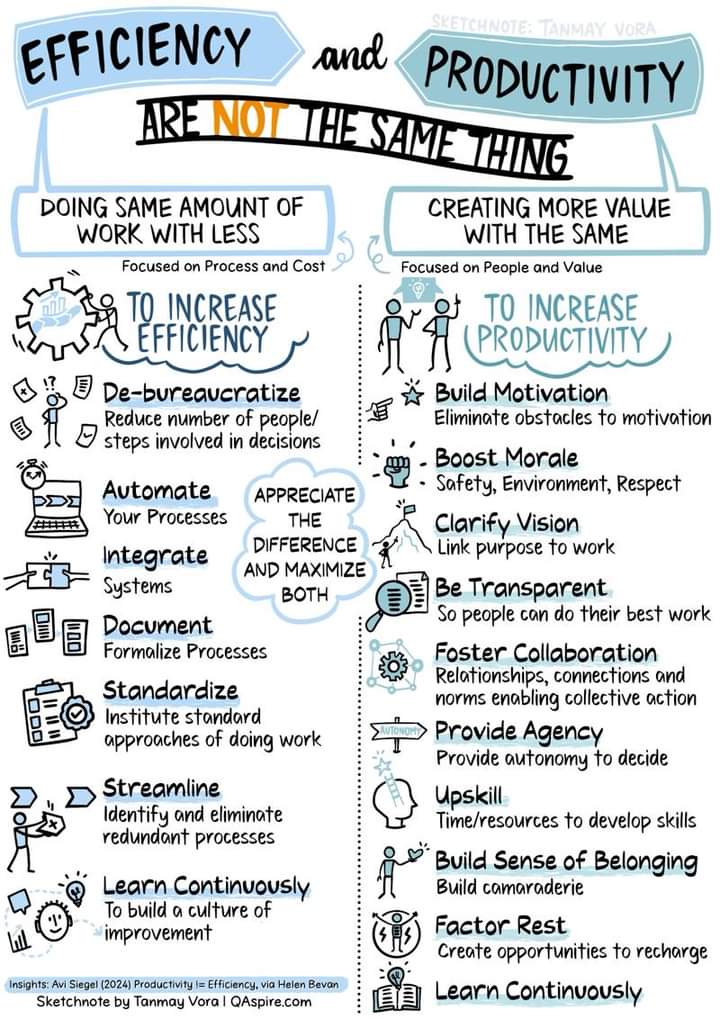 SKETCHNOTE: TANMAY VORA
EFFICIENCY and PRODUCTIVITY
ARE NOT THE SAME THING
DOING SAME AMOUNT OF
WORK WITH LESS
Focused on Process and Cost
TO INCREASE
EFFICIENCY
De-bureaucratize
Reduce number of people/
steps involved in decisions
Automate
Your Processes
Integrate
Systems
Document
Formalize Processes
Standardize
Institute standard
approaches of doing work
Streamline
Identify and eliminate
redundant processes
Learn Continuously
To build a culture of
improvement
APPRECIATE
THE
DIFFERENCE
AND MAXIMIZE
BOTH
CREATING MORE VALUE
WITH THE SAME
Focused on People and Value
TO INCREASE
PRODUCTIVITY
Build Motivation
Eliminate obstacles to motivation
Boost Morale
Safety, Environment, Respect
Clarify Vision
Link purpose to work
Be Transparent
So people can do their best work
Foster Collaboration
Relationships, connections and
norms enabling collective action
AUTONOMY
Provide Agency
Provide autonomy to decide
Upskill
Time/resources to develop skills
Build Sense of Belonging
Build camaraderie
Factor Rest
Create opportunities to recharge
Learn Continuously
Insights: Avi Siegel (2024) Productivity != Efficiency, via Helen Bevan
Sketchnote by Tanmay Vora | QAspire.com